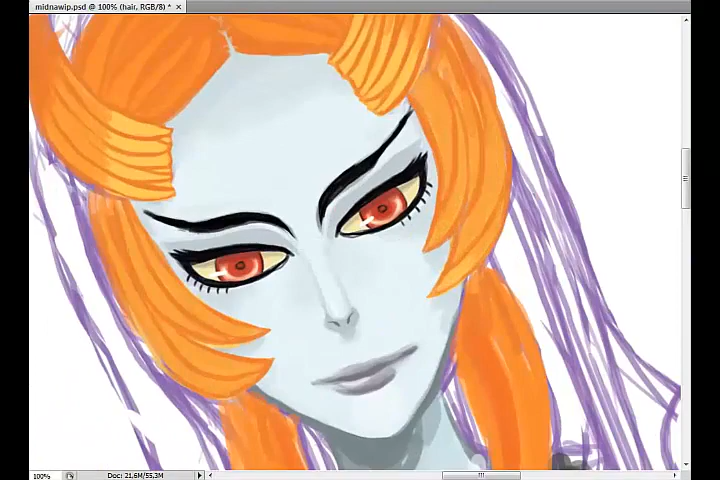 midnawip.psd @ 100% (hair, RGB/8) * ×
100% Doc: 21,6M/55,3M